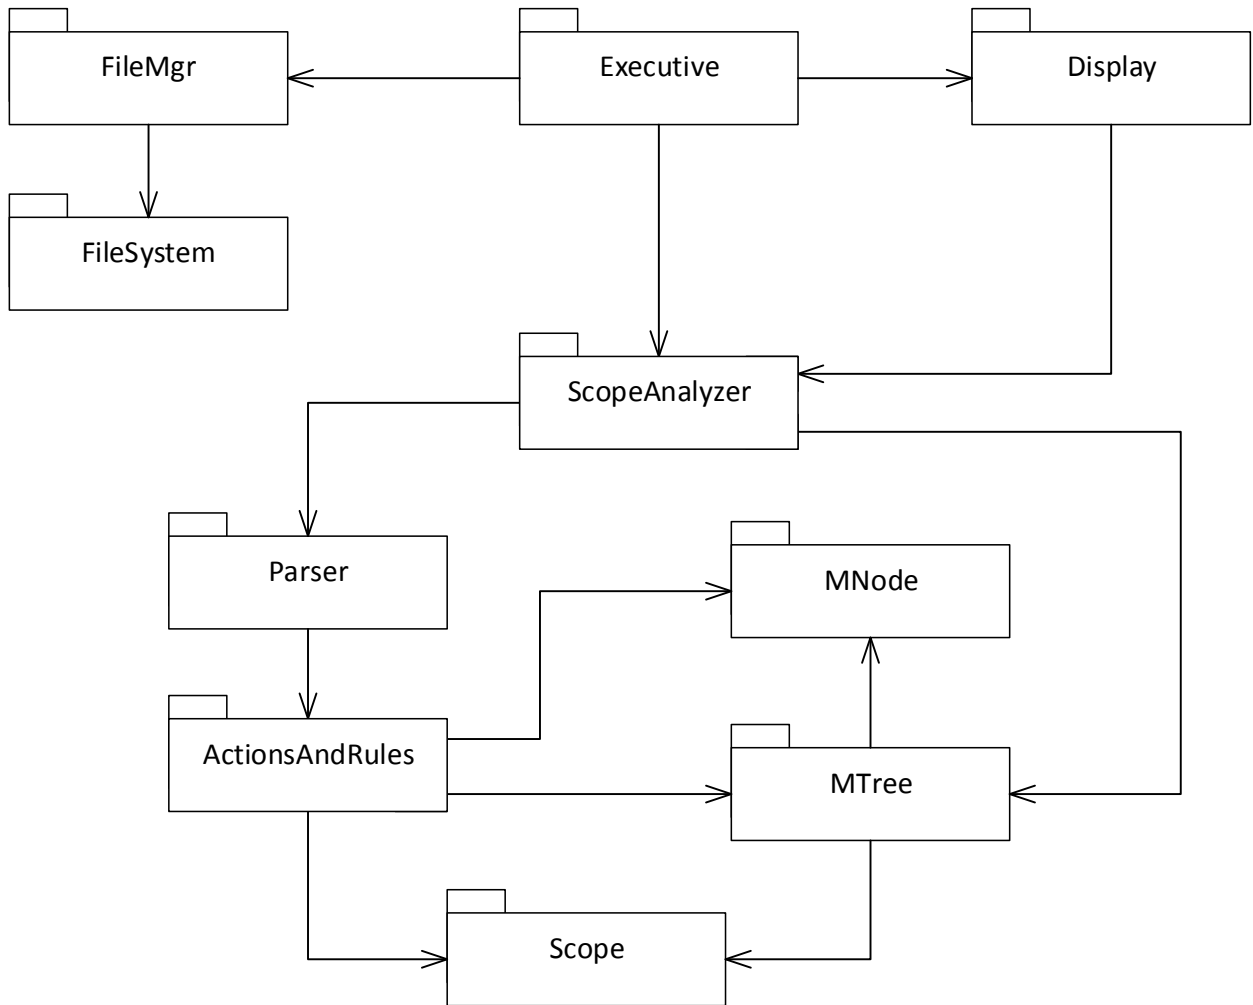 FileMgr
Executive
Display
FileSystem
ScopeAnalyzer
Parser
MNode
ActionsAndRules
MTree
Scope